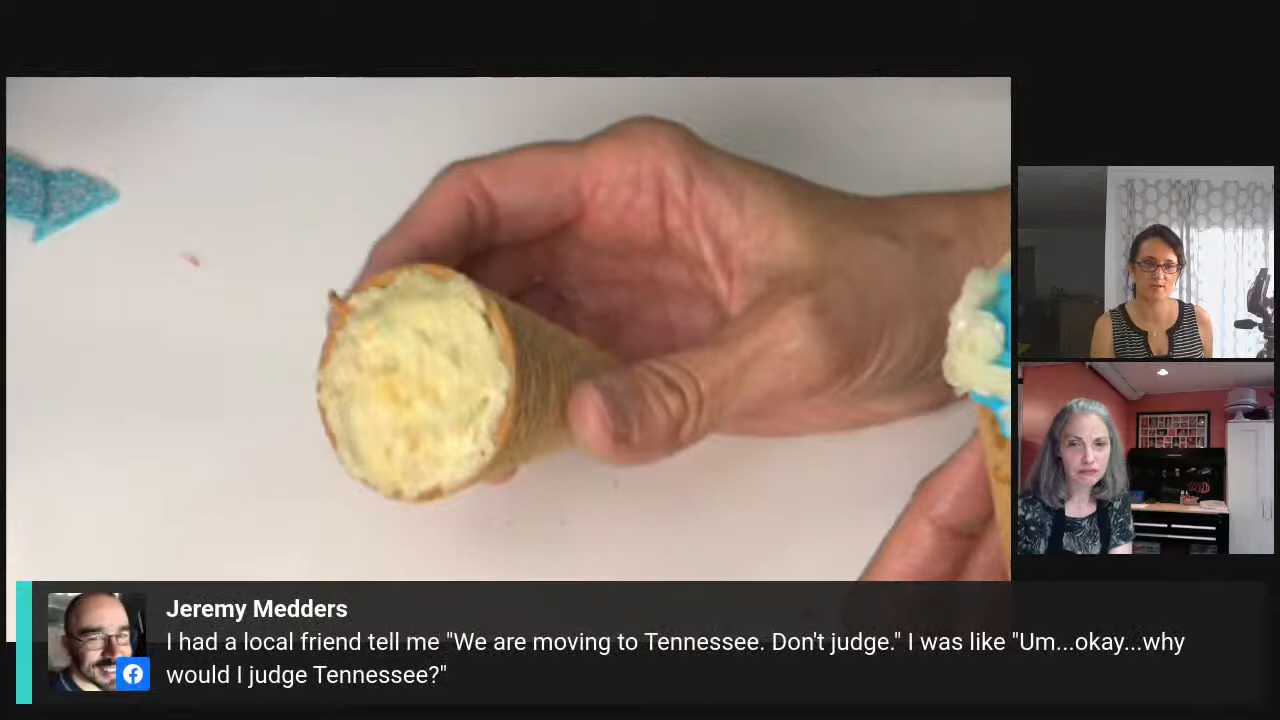 Jeremy Medders
I had a local friend tell me "We are moving to Tennessee. Don't judge." I was like "Um...okay...why
would I judge Tennessee?"